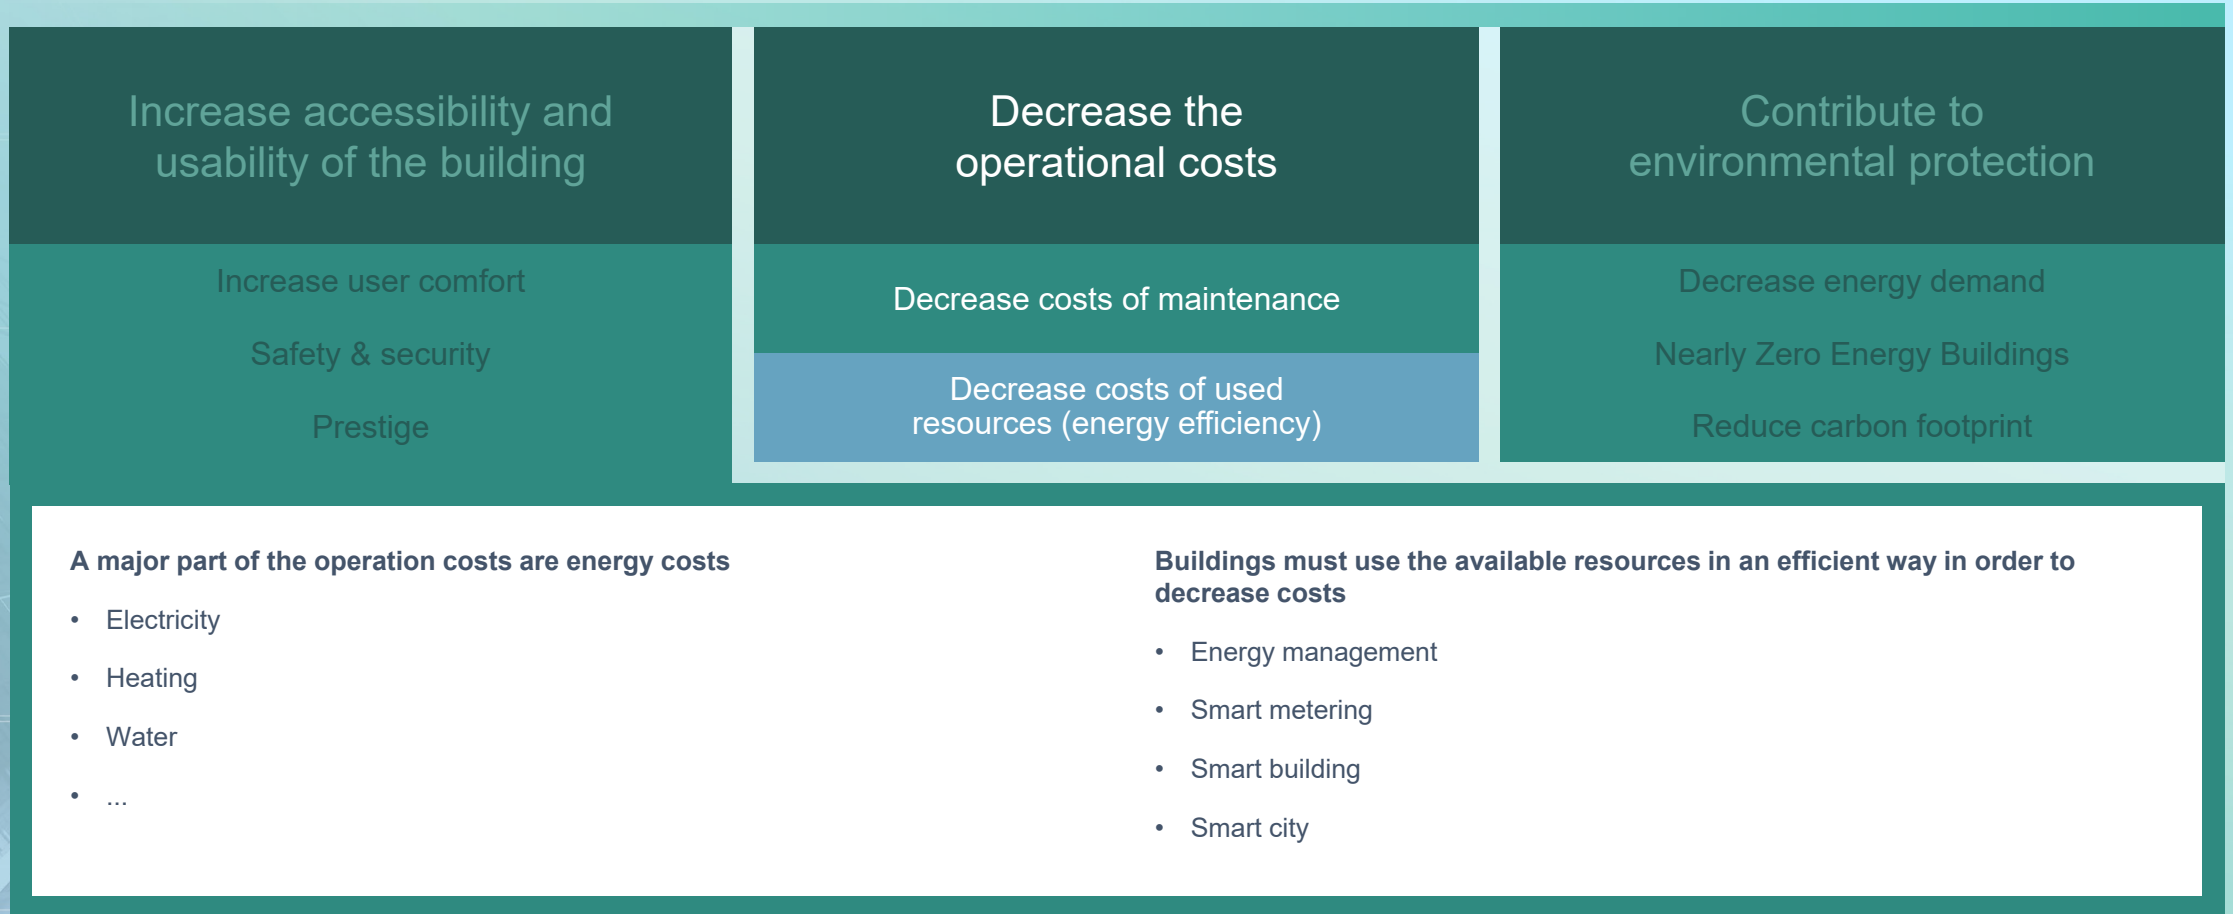 Increase accessibility and
usability of the building
Increase user comfort
Safety & security
Prestige
Decrease the
operational costs
Decrease costs of maintenance
Decrease costs of used
resources (energy efficiency)
Contribute to
environmental protection
Decrease energy demand
Nearly Zero Energy Buildings
Reduce carbon footprint
A major part of the operation costs are energy costs
• Electricity
• Heating
• Water
• ...
Buildings must use the available resources in an efficient way in order to
decrease costs
• Energy management
• Smart metering
• Smart building
• Smart city